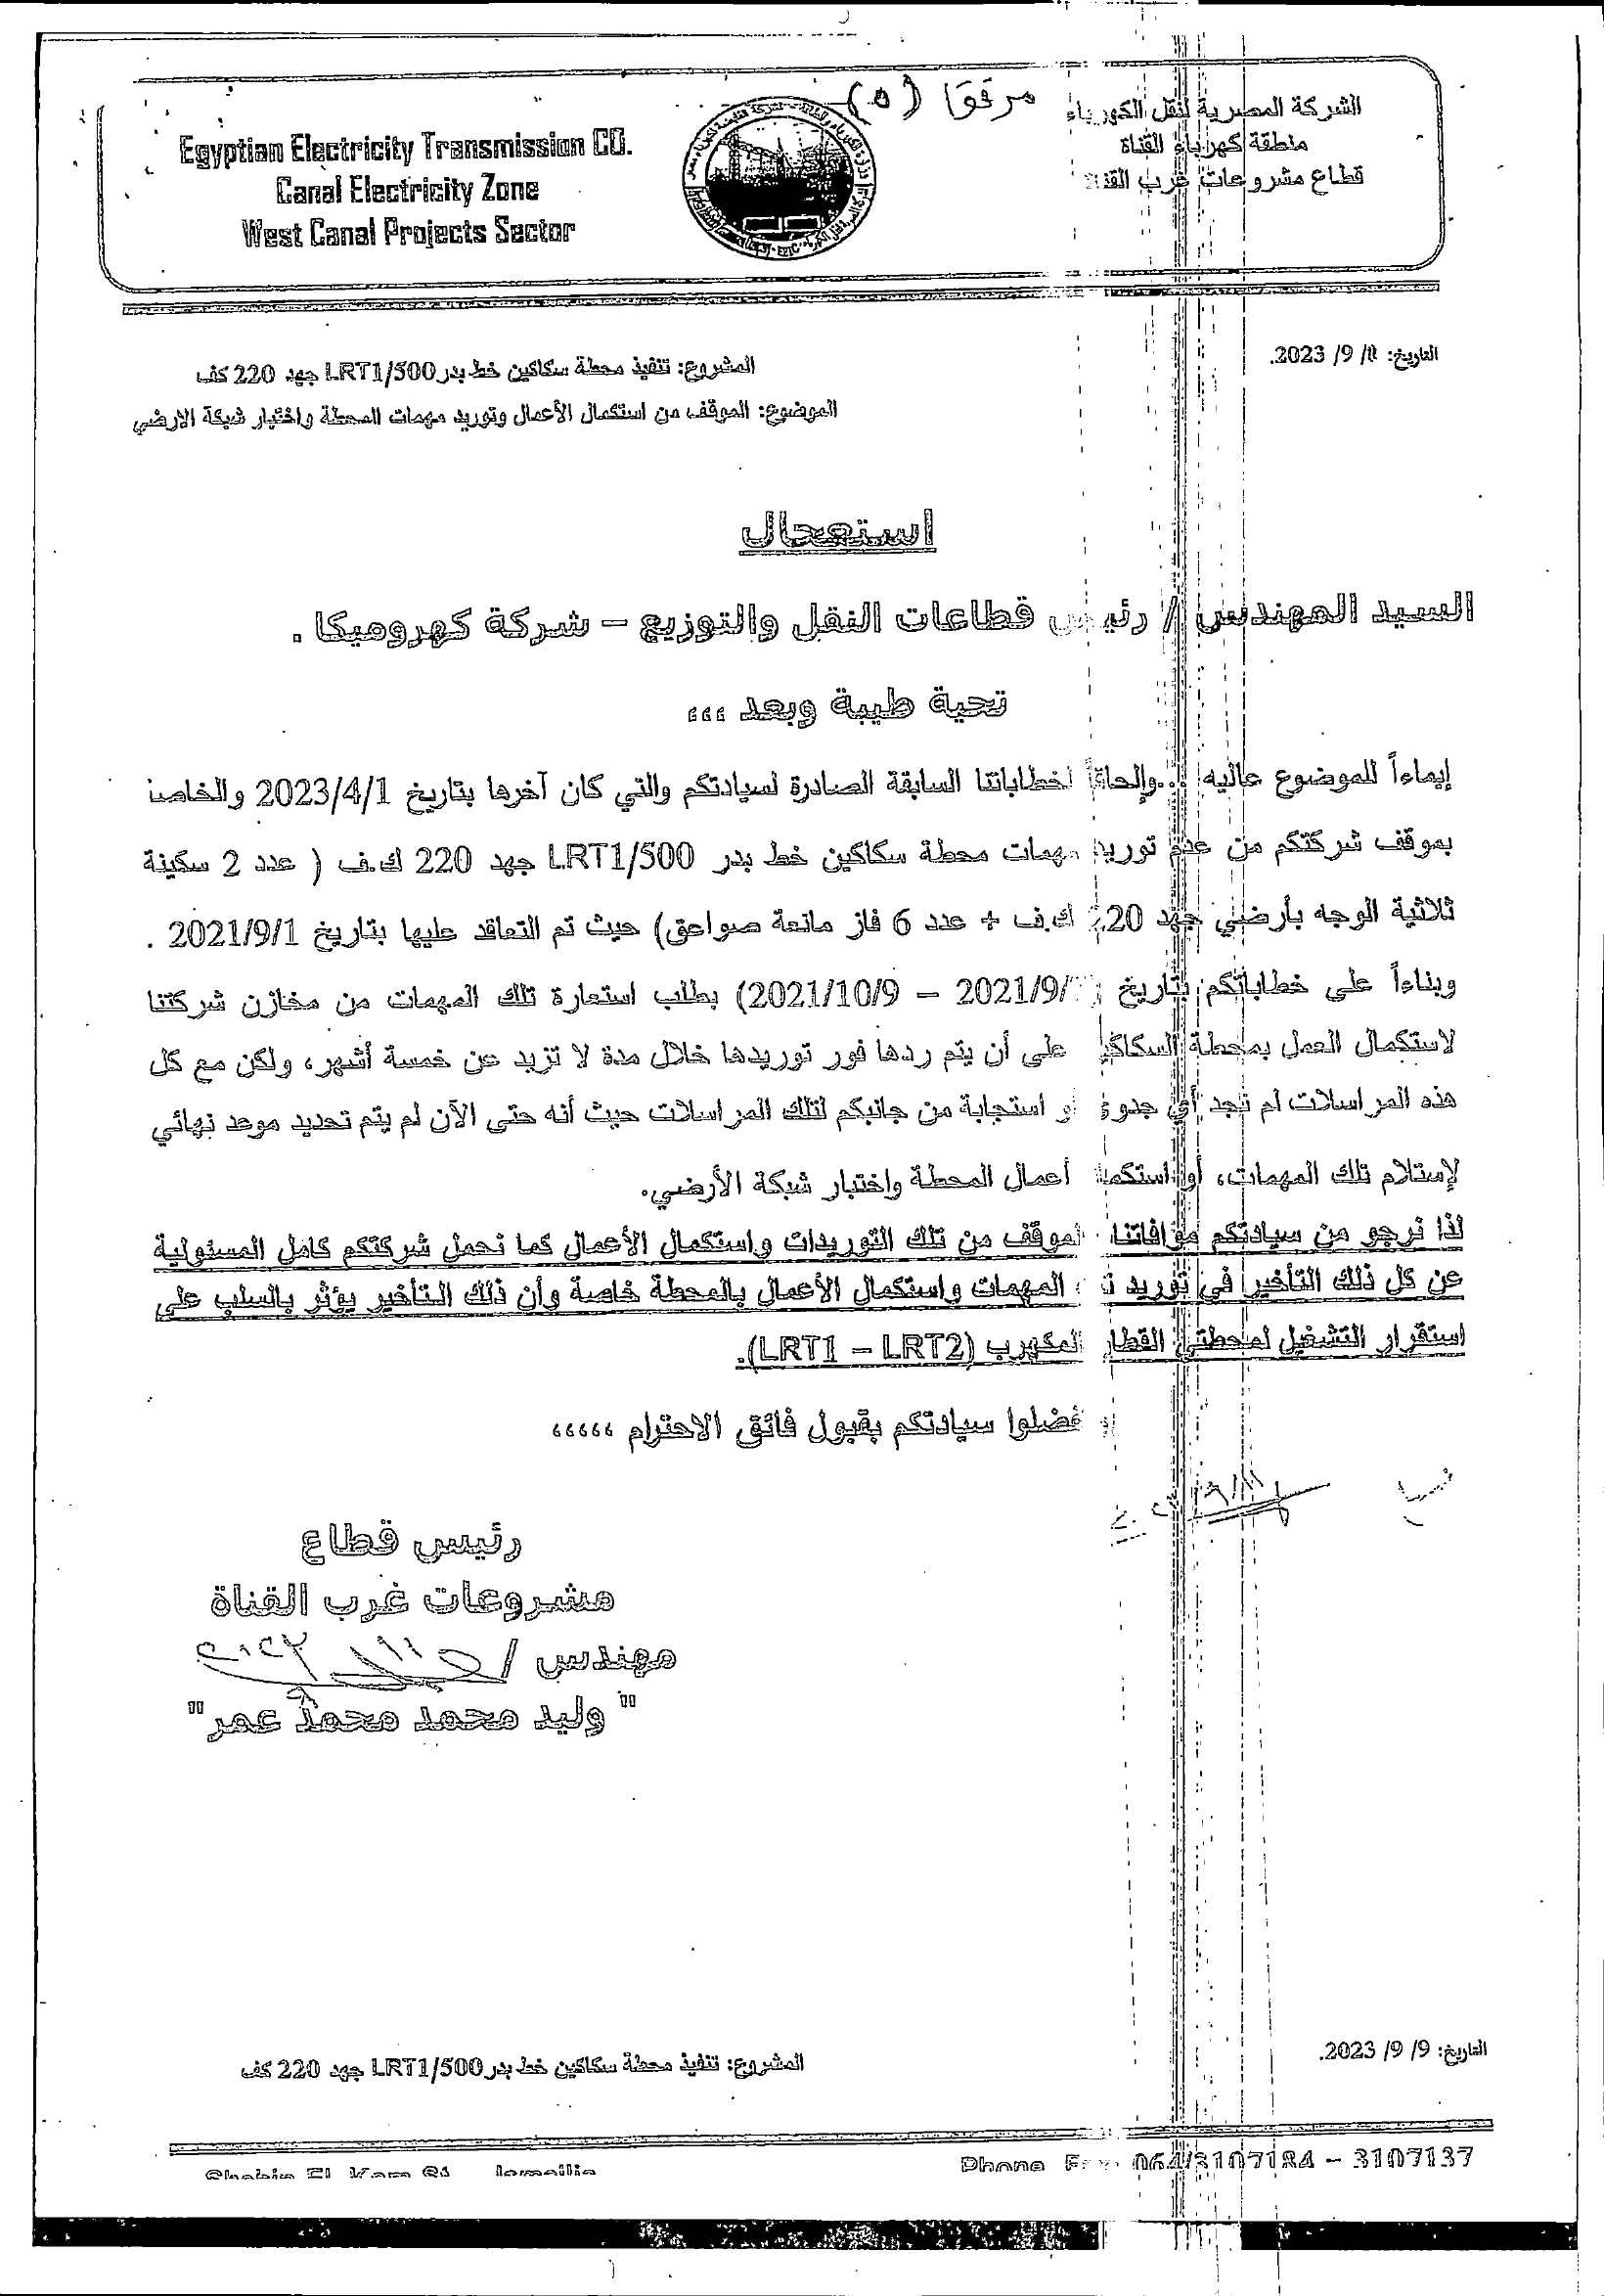 مرفق (٥)
الشركة المصرية لنقل الكهرباء
منطقة كهرباء القناة
قطاع مشروعات غرب القناة
Egyptian Electricity Transmission CO.
Canal Electricity Zone
West Canal Projects Sector
التاريخ: /9 /2023.
المشروع: تنفيذ محطة سكاكين خط بدر LRT1/500 جهد 220 كف
الموضوع: الموقف من استكمال الأعمال وتوريد مهمات المحطة واختبار شبكة الارضي
استعجال
السيد المهندس / رئيس قطاعات النقل والتوزيع – شركة كهروميكا .
تحية طيبة وبعد ،،،
إيماءاً للموضوع عاليه ...والحاقاً لخطاباتنا السابقة الصادرة لسيادتكم والتي كان آخرها بتاريخ 2023/4/1 والخاصة
بموقف شركتكم من عدم توريد مهمات محطة سكاكين خط بدر LRT1/500 جهد 220 ك.ف ( عدد 2 سكينة
ثلاثية الوجه بأرضي جهد 220 ك.ف + عدد 6 فاز مانعة صواعق) حيث تم التعاقد عليها بتاريخ 2021/9/1 .
وبناءاً على خطاباتكم بتاريخ 2021/9/ – 2021/10/9) بطلب استعارة تلك المهمات من مخازن شركتنا
لاستكمال العمل بمحطة السكاكين على أن يتم ردها فور توريدها خلال مدة لا تزيد عن خمسة أشهر، ولكن مع كل
هذه المراسلات لم نجد أي جدوى أو استجابة من جانبكم لتلك المراسلات حيث أنه حتى الآن لم يتم تحديد موعد نهائي
لإستلام تلك المهمات، أو استكمال أعمال المحطة واختبار شبكة الأرضي.
لذا نرجو من سيادتكم موافاتنا الموقف من تلك التوريدات واستكمال الأعمال كما نحمل شركتكم كامل المسئولية
عن كل ذلك التأخير في توريد تلك المهمات واستكمال الأعمال بالمحطة خاصة وأن ذلك التأخير يؤثر بالسلب على
استقرار التشغيل لمحطتي القطار المكهرب (LRT1 – LRT2).
وتفضلوا سيادتكم بقبول فائق الاحترام ،،،،،
رئيس قطاع
مشروعات غرب القناة
مهندس /
" وليد محمد محمد عمر"
التاريخ: 9/ 9/ 2023.
المشروع: تنفيذ محطة سكاكين خط بدر LRT1/500 جهد 220 كف
Phone Fax 064/3107184 – 3107137
Shebin El Kom St Ismailia